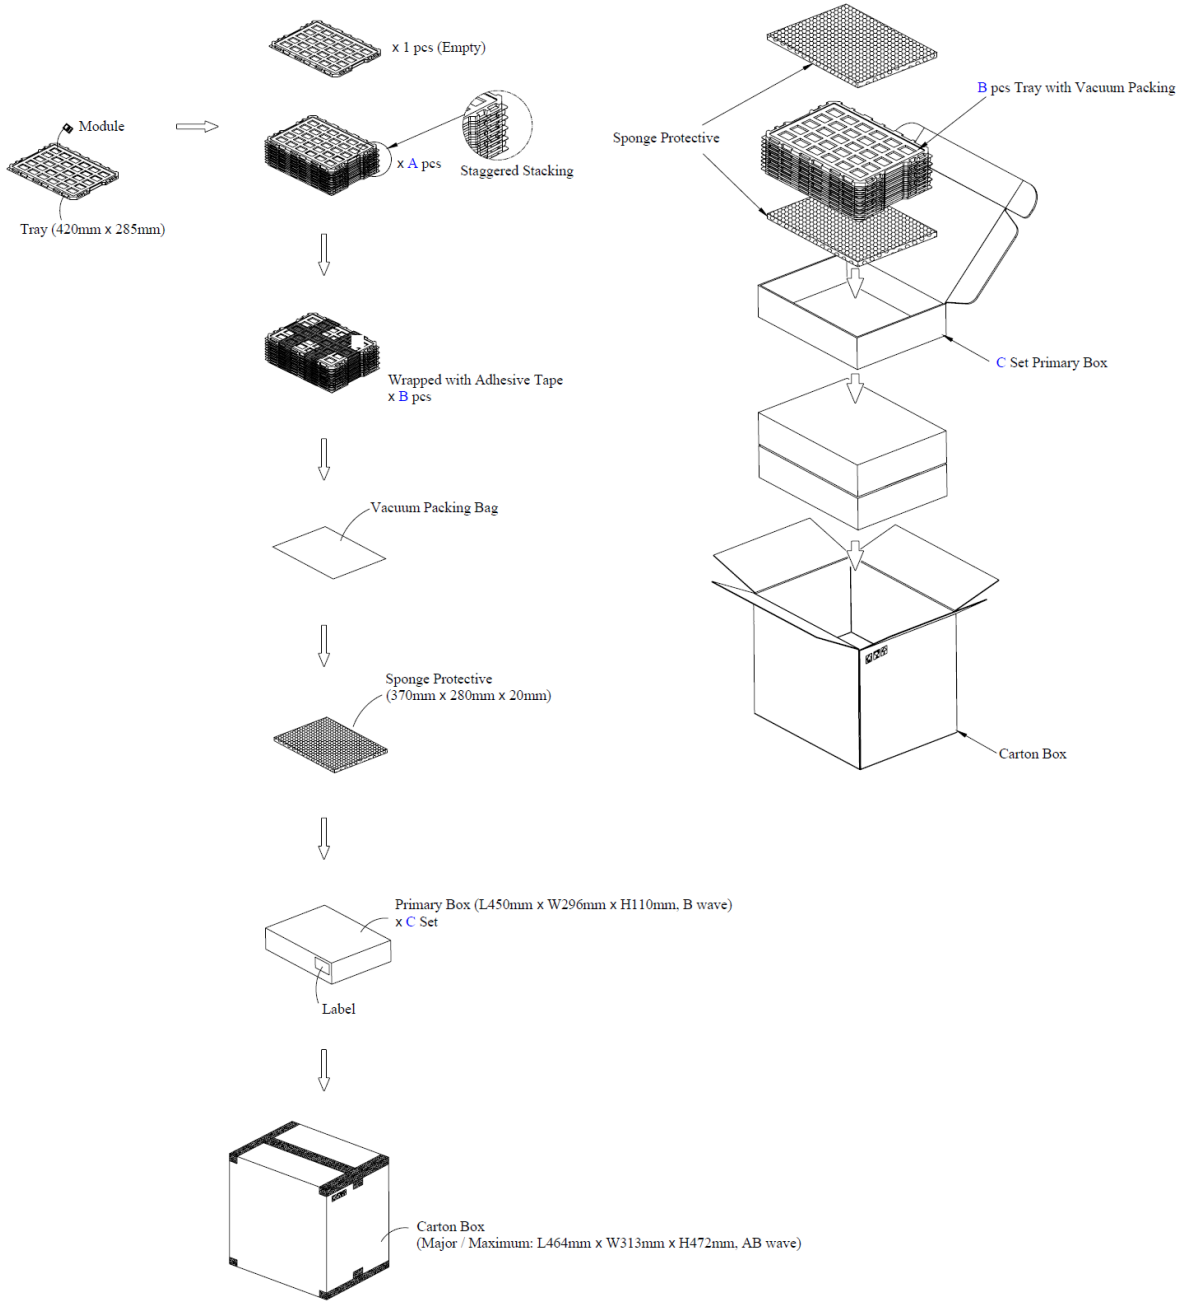 x 1 pcs (Empty)
Module
x A pcs
Staggered Stacking
Tray (420mm x 285mm)
Wrapped with Adhesive Tape
x B pcs
Vacuum Packing Bag
Sponge Protective
(370mm x 280mm x 20mm)
Primary Box (L450mm x W296mm x H110mm, B wave)
x C Set
Label
Carton Box
(Major / Maximum: L464mm x W313mm x H472mm, AB wave)
B pcs Tray with Vacuum Packing
Sponge Protective
C Set Primary Box
Carton Box